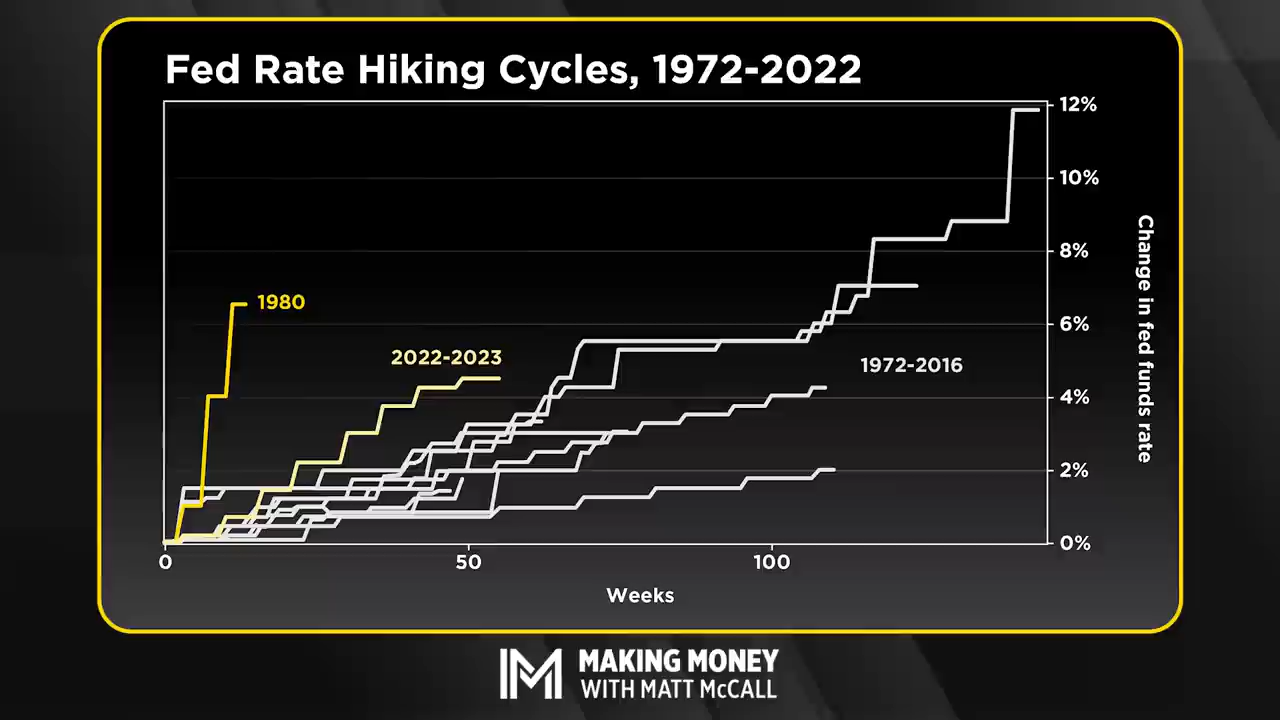 Fed Rate Hiking Cycles, 1972-2022
12%
10%
8%
6%
4%
2%
0%
Change in fed funds rate
1980
2022-2023
1972-2016
0
50
100
Weeks
M
MAKING MONEY
WITH MATT McCALL